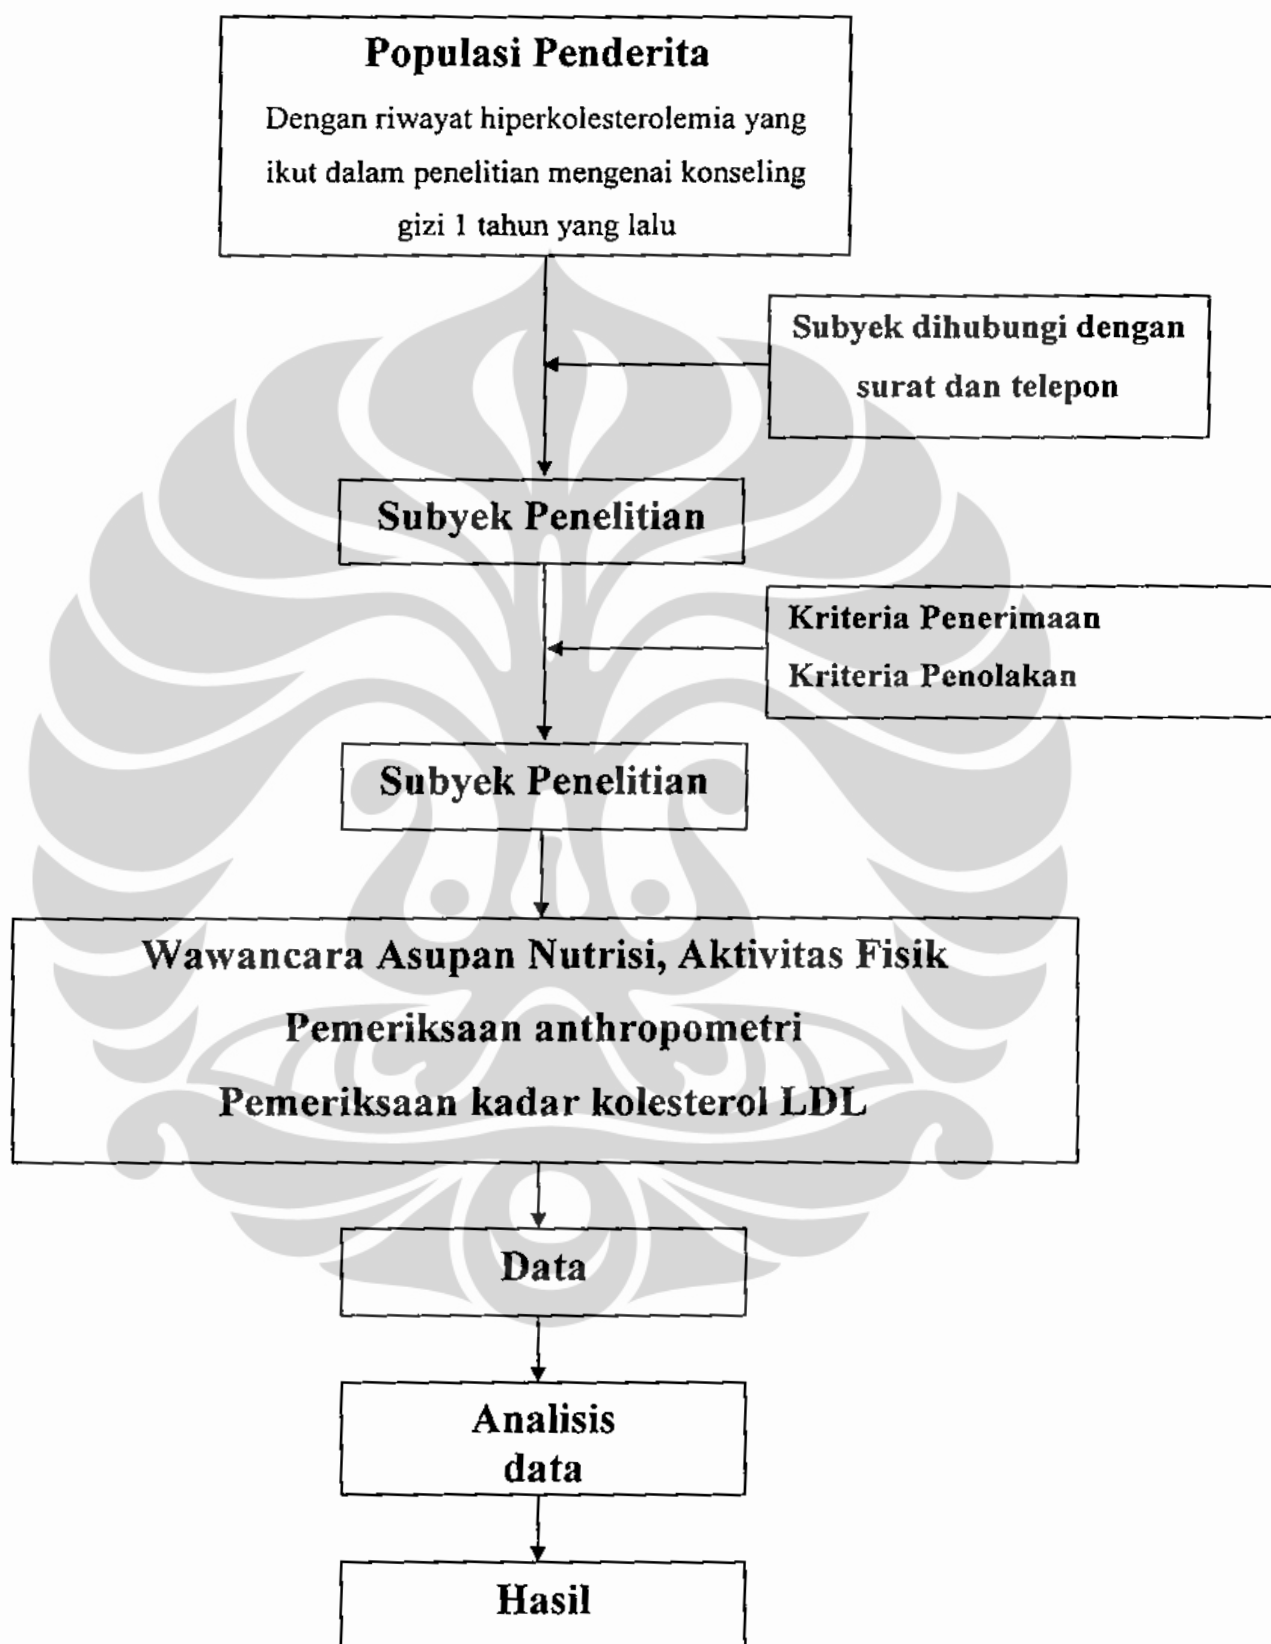 Populasi Penderita
Dengan riwayat hiperkolesterolemia yang
ikut dalam penelitian mengenai konseling
gizi 1 tahun yang lalu
Subyek dihubungi dengan
surat dan telepon
Subyek Penelitian
Kriteria Penerimaan
Kriteria Penolakan
Subyek Penelitian
Wawancara Asupan Nutrisi, Aktivitas Fisik
Pemeriksaan anthropometri
Pemeriksaan kadar kolesterol LDL
Data
Analisis
data
Hasil